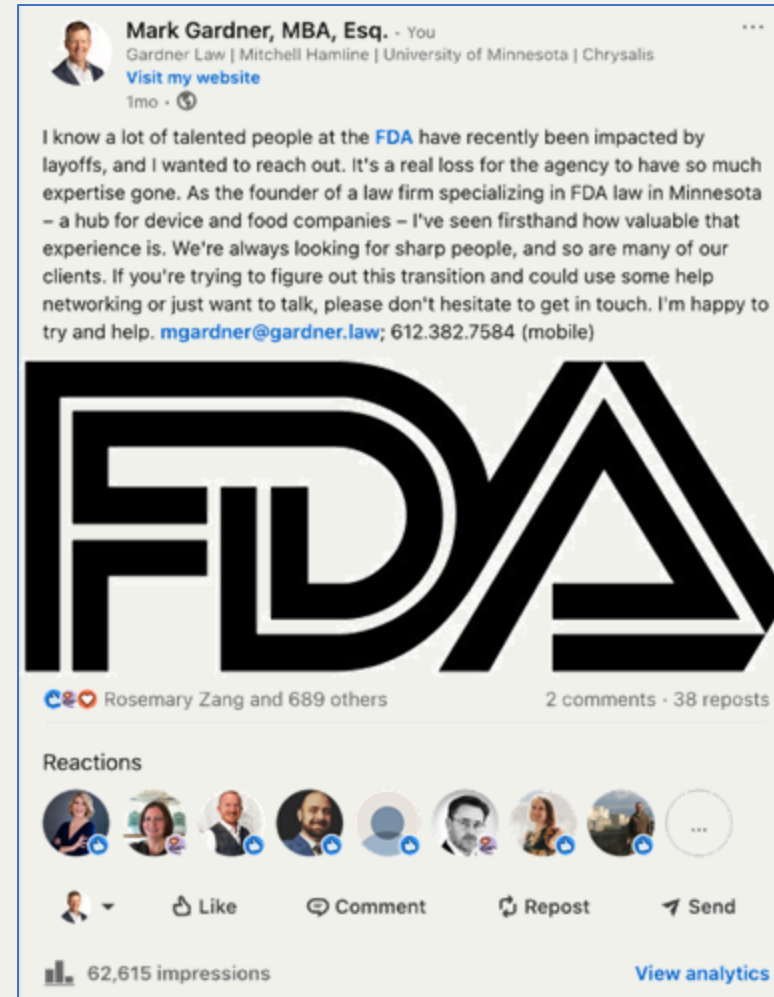 Mark Gardner, MBA, Esq. • You
Gardner Law | Mitchell Hamline | University of Minnesota | Chrysalis
Visit my website
1mo •
I know a lot of talented people at the FDA have recently been impacted by
layoffs, and I wanted to reach out. It's a real loss for the agency to have so much
expertise gone. As the founder of a law firm specializing in FDA law in Minnesota
– a hub for device and food companies – I've seen firsthand how valuable that
experience is. We're always looking for sharp people, and so are many of our
clients. If you're trying to figure out this transition and could use some help
networking or just want to talk, please don't hesitate to get in touch. I'm happy to
try and help. mgardner@gardner.law; 612.382.7584 (mobile)
FDA
Rosemary Zang and 689 others 2 comments • 38 reposts
Reactions
...
Like Comment Repost Send
62,615 impressions View analytics